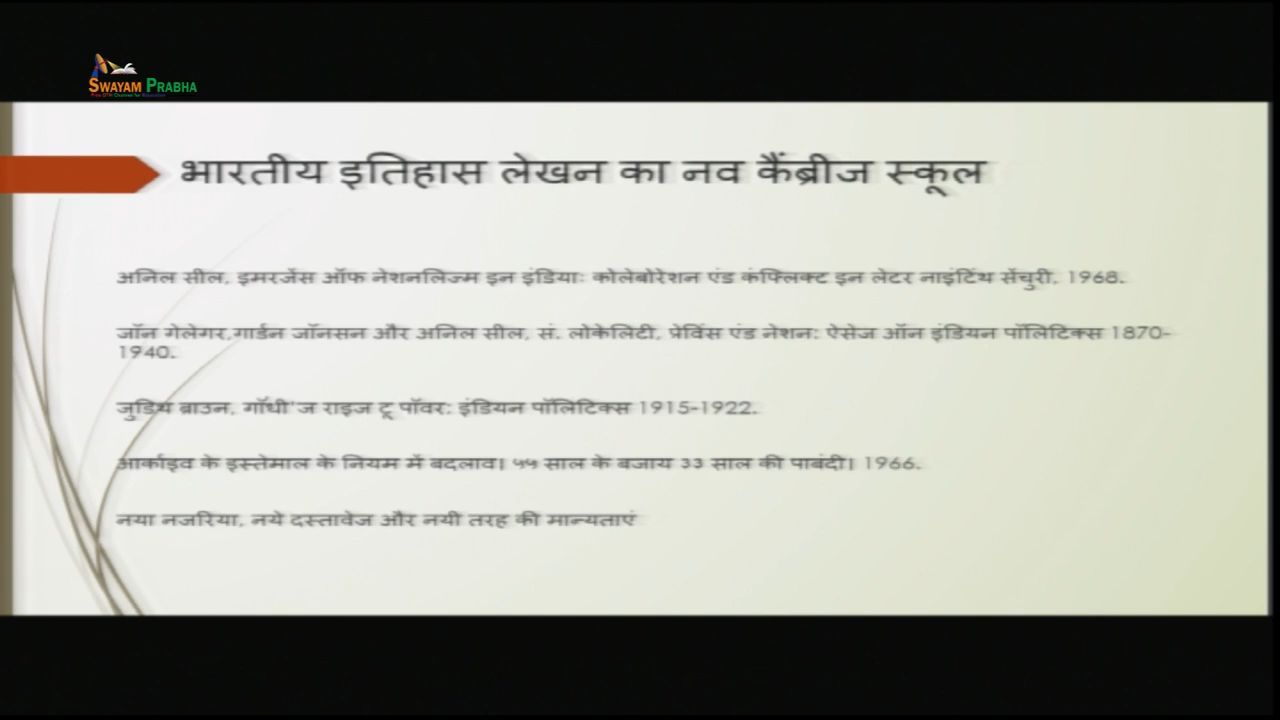 SWAYAM PRABHA
भारतीय इतिहास लेखन का नव कैंब्रीज स्कूल
अनिल सील, इमरजेंस ऑफ नेशनलिज्म इन इंडिया: कोलेबोरेशन एंड कंफ्लिक्ट इन लेटर नाइंटिंथ सेंचुरी, 1968.
जॉन गेलेगर,गार्डन जॉनसन और अनिल सील, सं. लोकेलिटी, प्रेविंस एंड नेशन: ऐसेज ऑन इंडियन पॉलिटिक्स 1870-
1940.
जुडिथ ब्राउन, गाँधी'ज राइज टू पॉवर: इंडियन पॉलिटिक्स 1915-1922.
आर्काइव के इस्तेमाल के नियम में बदलाव। ५५ साल के बजाय ३३ साल की पाबंदी। 1966.
नया नजरिया, नये दस्तावेज और नयी तरह की मान्यताएं